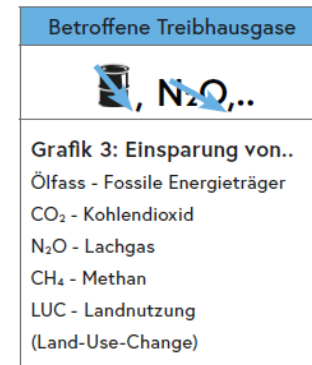 Betroffene Treibhausgase
, N₂O,..
Grafik 3: Einsparung von..
Ölfass - Fossile Energieträger
CO₂ - Kohlendioxid
N₂O - Lachgas
CH₄ - Methan
LUC - Landnutzung
(Land-Use-Change)